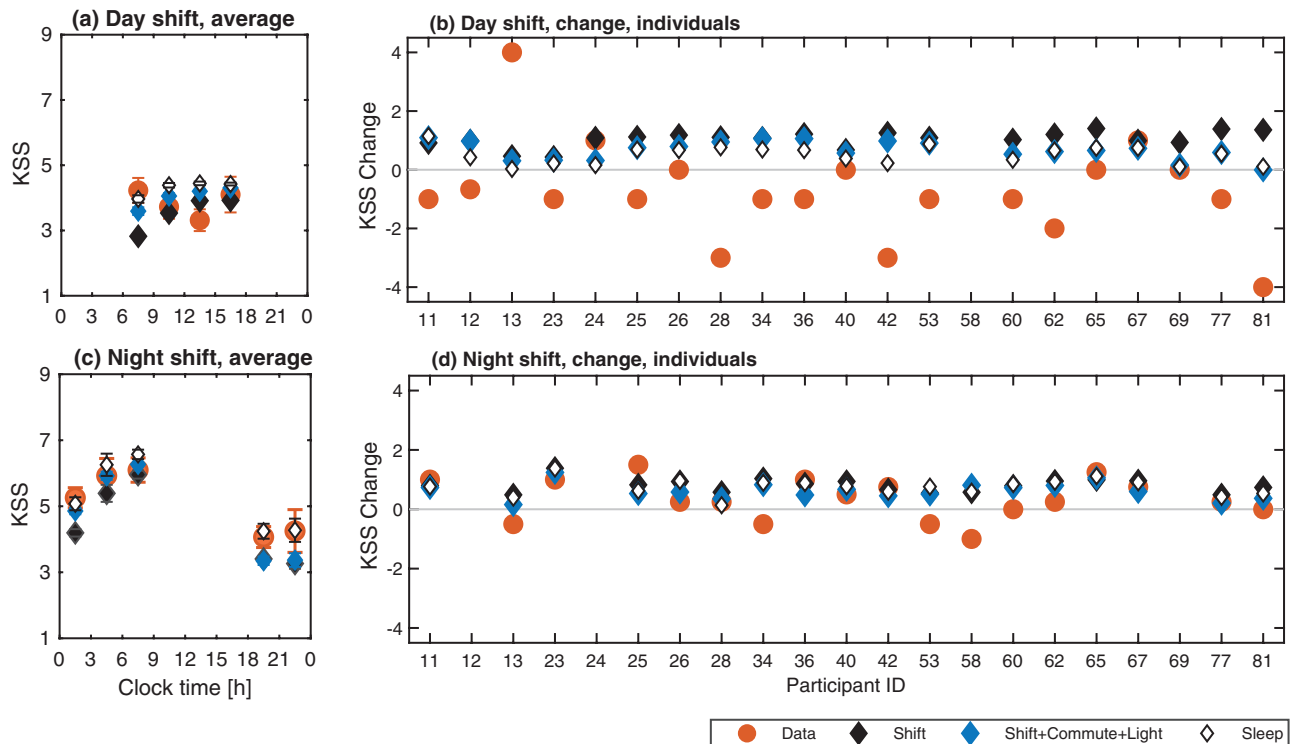 (a) Day shift, average
9
7
5
3
1
KSS
0 3 6 9 12 15 18 21 0
(b) Day shift, change, individuals
4
2
0
-2
-4
KSS Change
11 12 13 23 24 25 26 28 34 36 40 42 53 58 60 62 65 67 69 77 81
(c) Night shift, average
9
7
5
3
1
KSS
0 3 6 9 12 15 18 21 0
Clock time [h]
(d) Night shift, change, individuals
4
2
0
-2
-4
KSS Change
11 12 13 23 24 25 26 28 34 36 40 42 53 58 60 62 65 67 69 77 81
Participant ID
Data Shift Shift+Commute+Light Sleep